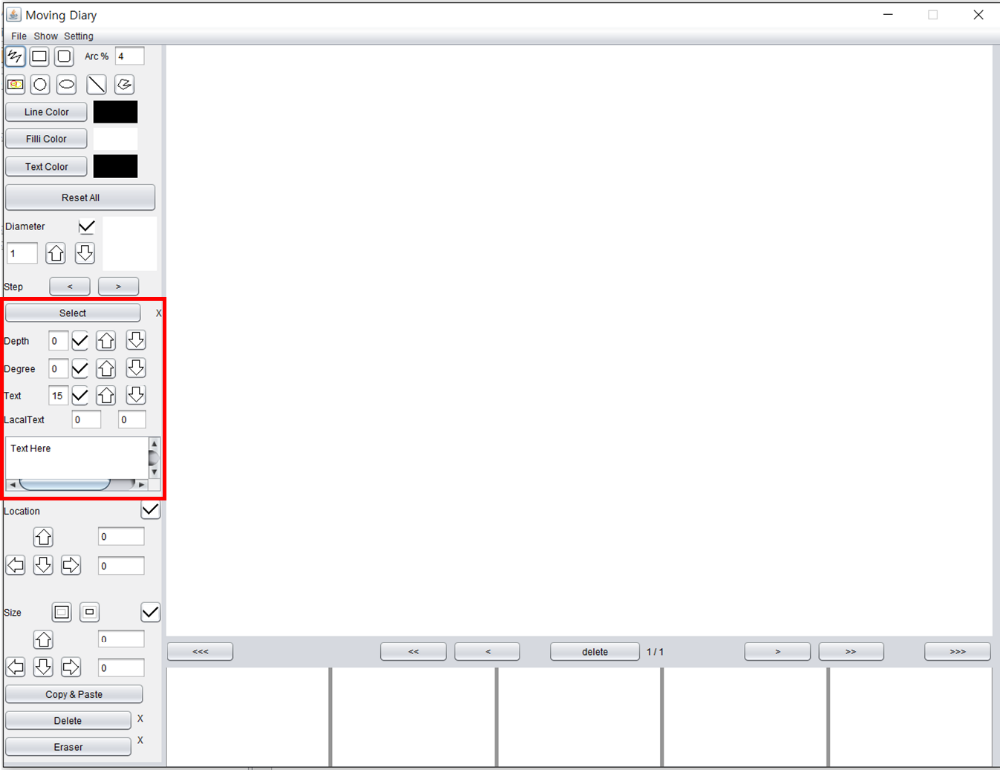 Moving Diary
File Show Setting
Arc % 4
Line Color
Filli Color
Text Color
Reset All
Diameter
1
Step < >
Select X
Depth 0
Degree 0
Text 15
LacalText 0 0
Text Here
Location
0
0
Size
0
0
Copy & Paste
Delete X
Eraser X
<<< << < delete 1 / 1 > >> >>>